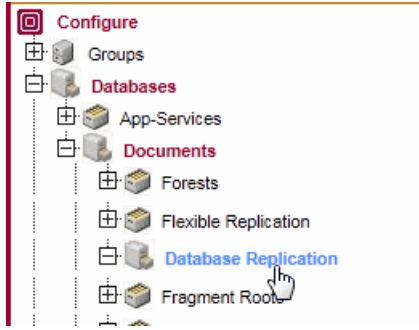 Configure
Groups
Databases
App-Services
Documents
Forests
Flexible Replication
Database Replication
Fragment Roots